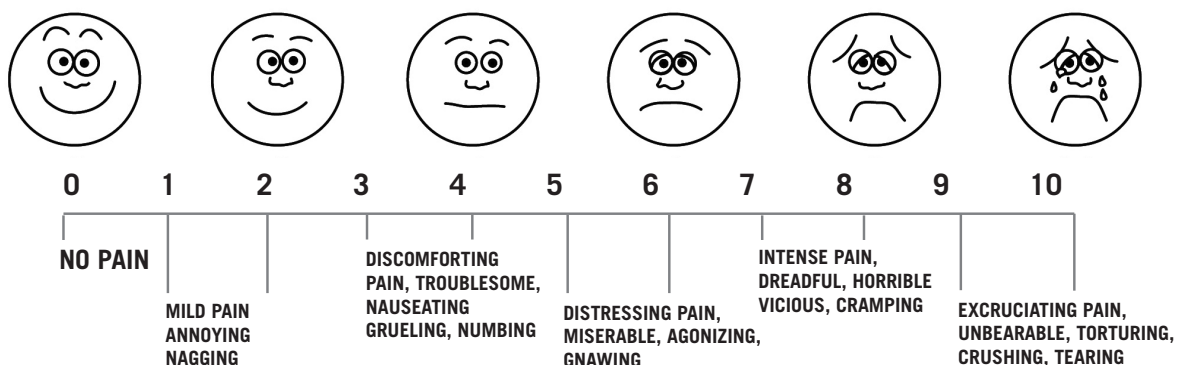 0 1 2 3 4 5 6 7 8 9 10
NO PAIN
MILD PAIN
ANNOYING
NAGGING
DISCOMFORTING
PAIN, TROUBLESOME,
NAUSEATING
GRUELING, NUMBING
DISTRESSING PAIN,
MISERABLE, AGONIZING,
GNAWING
INTENSE PAIN,
DREADFUL, HORRIBLE
VICIOUS, CRAMPING
EXCRUCIATING PAIN,
UNBEARABLE, TORTURING,
CRUSHING, TEARING